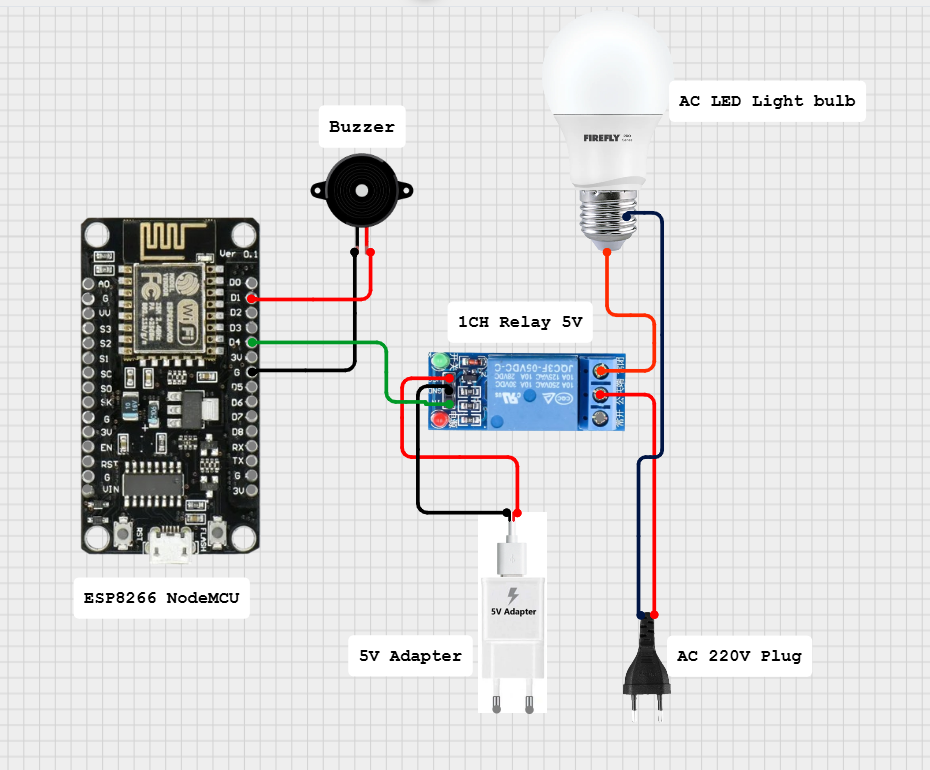 AC LED Light bulb
Buzzer
FIREFLY PRO
Ver 0.1
D0
D1
D2
D3
D4
3V
G
D5
D6
D7
D8
RX
TX
G
3V
A0
G
VV
S3
S2
S1
SC
SO
SK
G
3V
EN
RST
G
VIN
WiFi
RST
FLASH
1CH Relay 5V
JQC3F-05VDC-C
10A 250VAC 10A 30VDC
10A 125VAC 10A 28VDC
ESP8266 NodeMCU
5V Adapter
5V Adapter
AC 220V Plug